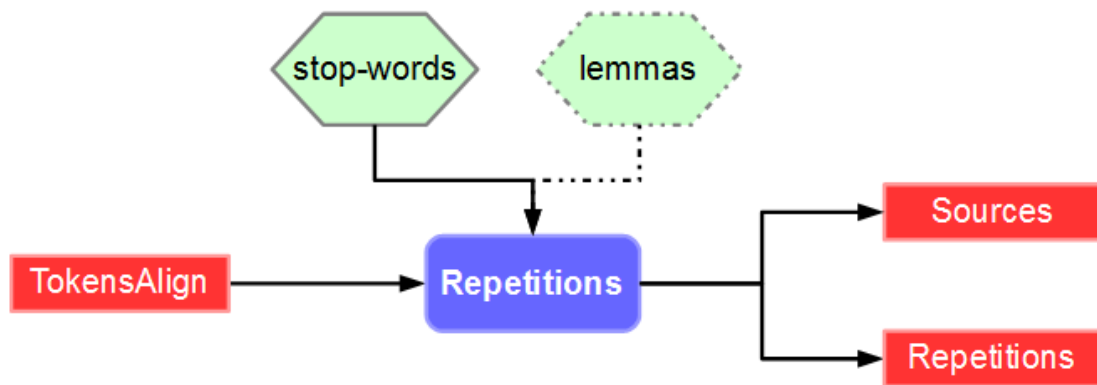 stop-words
lemmas
Sources
TokensAlign
Repetitions
Repetitions